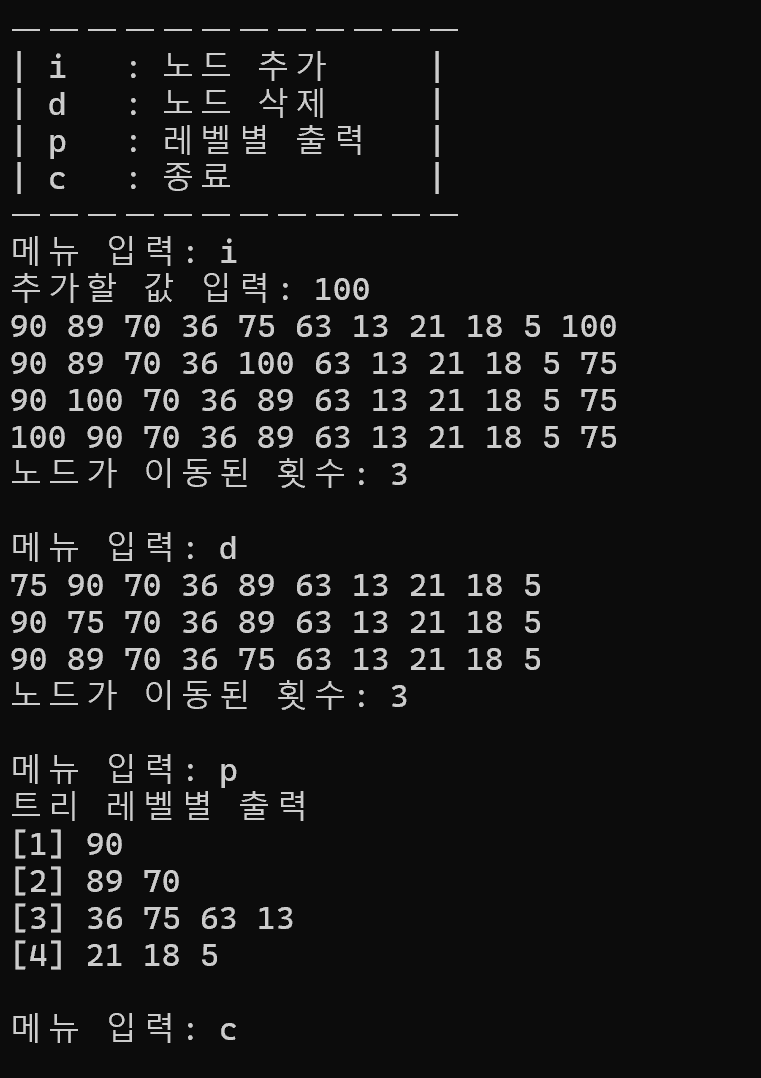 ㅡㅡㅡㅡㅡㅡㅡㅡㅡㅡㅡㅡ
| i : 노드 추가 |
| d : 노드 삭제 |
| p : 레벨별 출력 |
| c : 종료 |
ㅡㅡㅡㅡㅡㅡㅡㅡㅡㅡㅡㅡ
메뉴 입력: i
추가할 값 입력: 100
90 89 70 36 75 63 13 21 18 5 100
90 89 70 36 100 63 13 21 18 5 75
90 100 70 36 89 63 13 21 18 5 75
100 90 70 36 89 63 13 21 18 5 75
노드가 이동된 횟수: 3
메뉴 입력: d
75 90 70 36 89 63 13 21 18 5
90 75 70 36 89 63 13 21 18 5
90 89 70 36 75 63 13 21 18 5
노드가 이동된 횟수: 3
메뉴 입력: p
트리 레벨별 출력
[1] 90
[2] 89 70
[3] 36 75 63 13
[4] 21 18 5
메뉴 입력: c